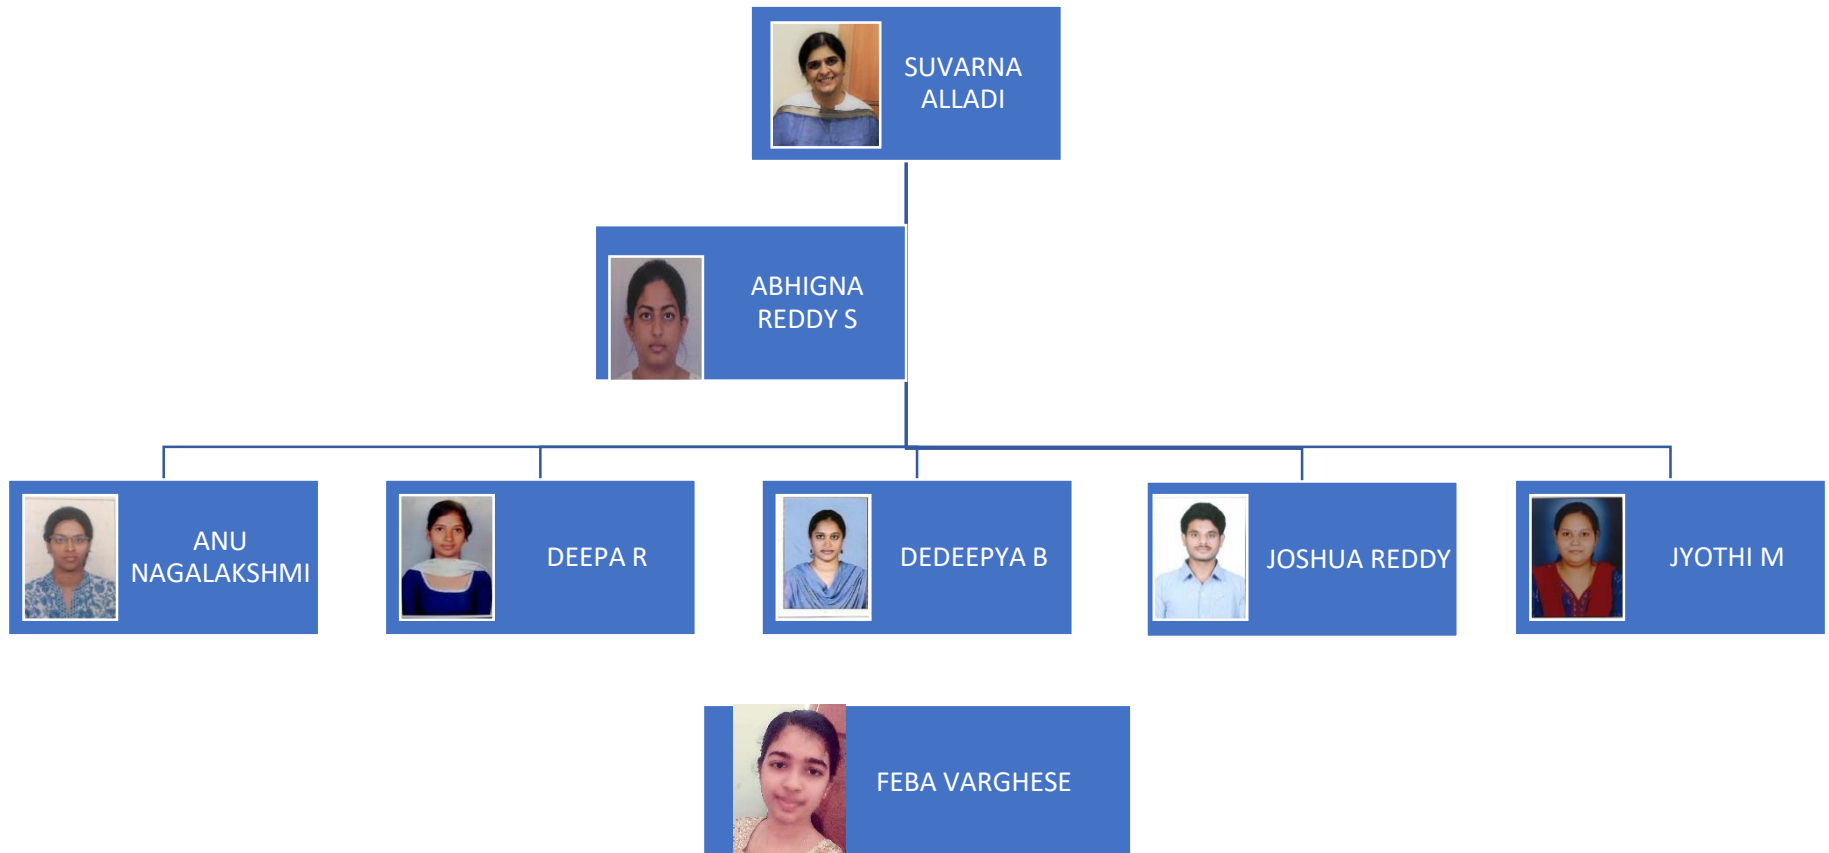 SUVARNA
ALLADI
ABHIGNA
REDDY S
ANU
NAGALAKSHMI
DEEPA R
DEDEEPYA B
JOSHUA REDDY
JYOTHI M
FEBA VARGHESE